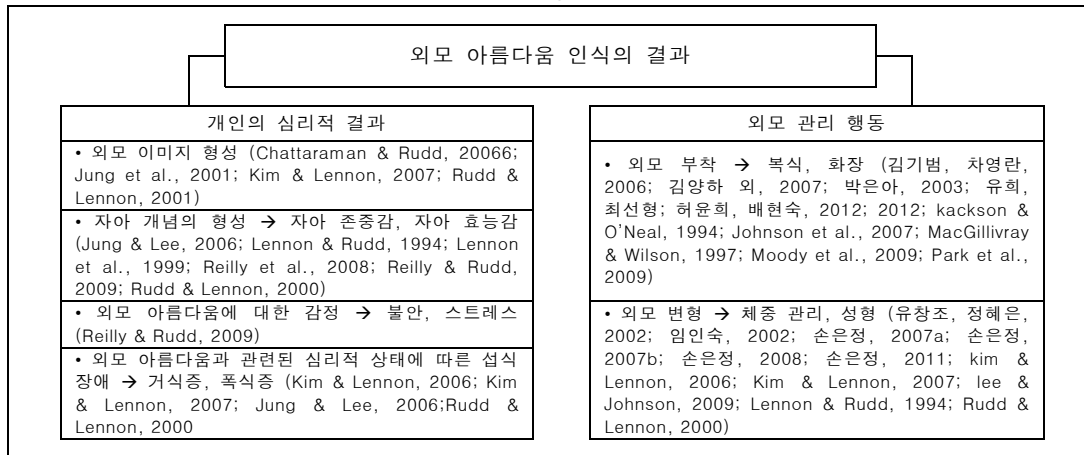 외모 아름다움 인식의 결과
개인의 심리적 결과
• 외모 이미지 형성 (Chattaraman & Rudd, 20066;
Jung et al., 2001; Kim & Lennon, 2007; Rudd &
Lennon, 2001)
• 자아 개념의 형성 → 자아 존중감, 자아 효능감
(Jung & Lee, 2006; Lennon & Rudd, 1994; Lennon
et al., 1999; Reilly et al., 2008; Reilly & Rudd,
2009; Rudd & Lennon, 2000)
• 외모 아름다움에 대한 감정 → 불안, 스트레스
(Reilly & Rudd, 2009)
• 외모 아름다움과 관련된 심리적 상태에 따른 섭식
장애 → 거식증, 폭식증 (Kim & Lennon, 2006; Kim
& Lennon, 2007; Jung & Lee, 2006;Rudd &
Lennon, 2000
외모 관리 행동
• 외모 부착 → 복식, 화장 (김기범, 차영란,
2006; 김양하 외, 2007; 박은아, 2003; 유희,
최선형; 허윤희, 배현숙, 2012; 2012; kackson &
O'Neal, 1994; Johnson et al., 2007; MacGillivray
& Wilson, 1997; Moody et al., 2009; Park et al.,
2009)
• 외모 변형 → 체중 관리, 성형 (유창조, 정혜은,
2002; 임인숙, 2002; 손은정, 2007a; 손은정,
2007b; 손은정, 2008; 손은정, 2011; kim &
Lennon, 2006; Kim & Lennon, 2007; lee &
Johnson, 2009; Lennon & Rudd, 1994; Rudd &
Lennon, 2000)